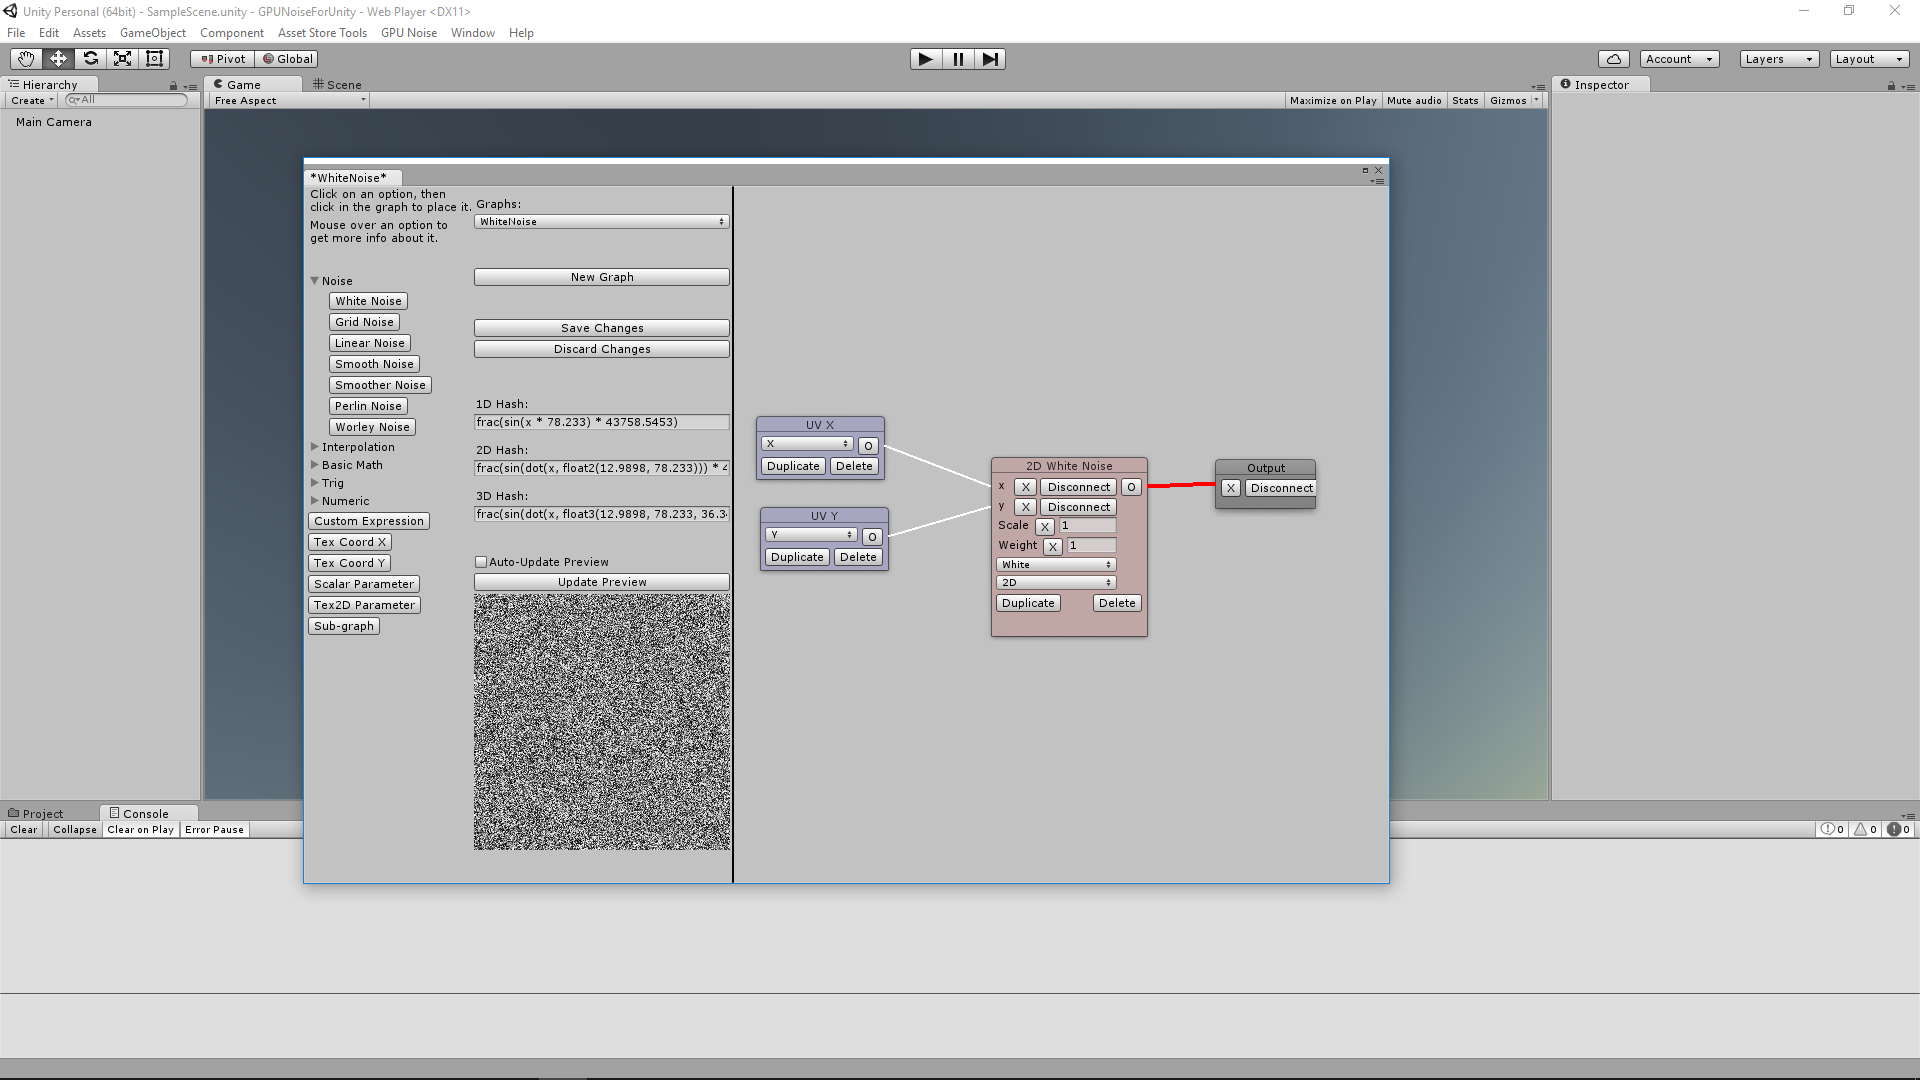 Unity Personal (64bit) - SampleScene.unity - GPUNoiseForUnity - Web Player <DX11>
File Edit Assets GameObject Component Asset Store Tools GPU Noise Window Help
Pivot Global Account Layers Layout
Hierarchy Game Scene Inspector
Create All Free Aspect Maximize on Play Mute audio Stats Gizmos
Main Camera
*WhiteNoise*
Click on an option, then
click in the graph to place it.
Mouse over an option to
get more info about it.
Noise
White Noise
Grid Noise
Linear Noise
Smooth Noise
Smoother Noise
Perlin Noise
Worley Noise
Interpolation
Basic Math
Trig
Numeric
Custom Expression
Tex Coord X
Tex Coord Y
Scalar Parameter
Tex2D Parameter
Sub-graph
Graphs:
WhiteNoise
New Graph
Save Changes
Discard Changes
1D Hash:
frac(sin(x * 78.233) * 43758.5453)
2D Hash:
frac(sin(dot(x, float2(12.9898, 78.233))) * 4
3D Hash:
frac(sin(dot(x, float3(12.9898, 78.233, 36.34
Auto-Update Preview
Update Preview
UV X
X O
Duplicate Delete
UV Y
Y O
Duplicate Delete
2D White Noise
x X Disconnect O
y X Disconnect
Scale X 1
Weight X 1
White
2D
Duplicate Delete
Output
X Disconnect
Project Console
Clear Collapse Clear on Play Error Pause 0 0 0